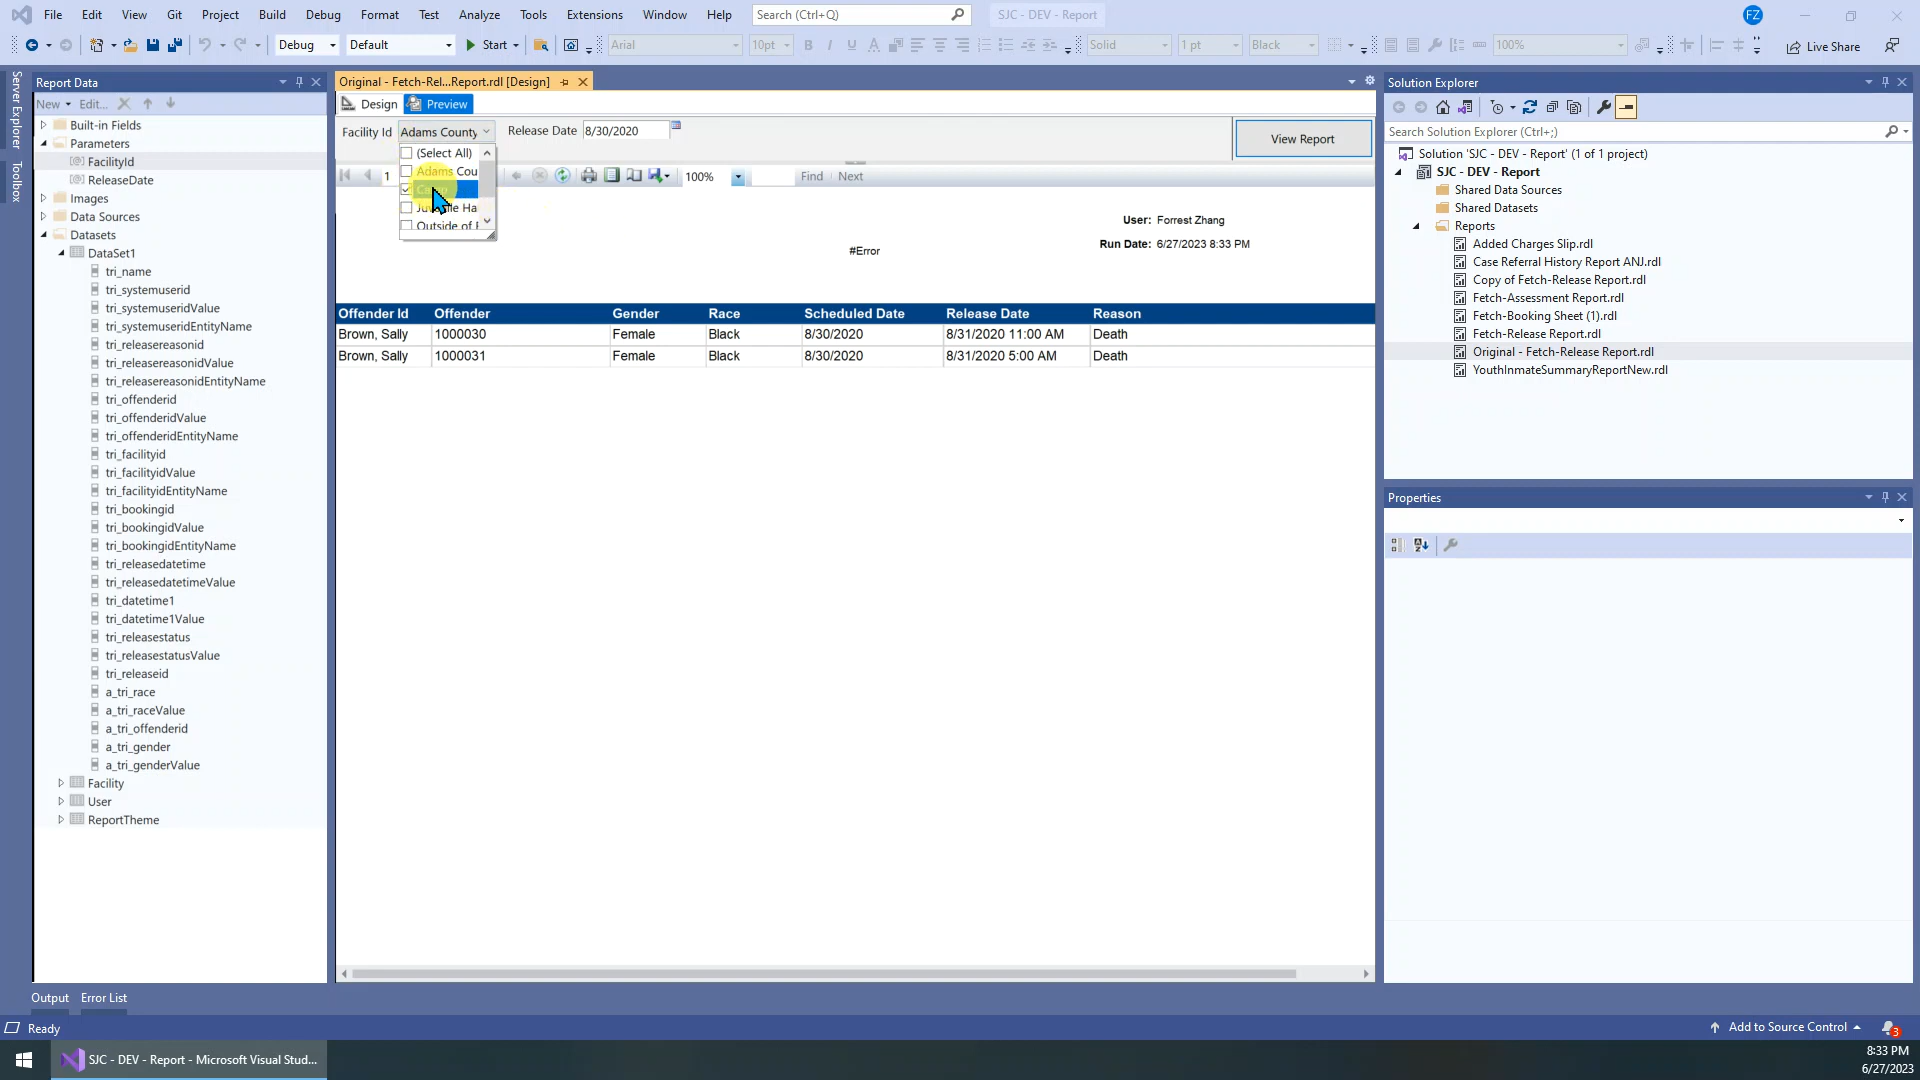 File Edit View Git Project Build Debug Format Test Analyze Tools Extensions Window Help Search (Ctrl+Q) SJC - DEV - Report FZ
Debug Default Start Arial 10pt B I U A Solid 1 pt Black 100% Live Share
Server Explorer
Toolbox
Report Data
New Edit...
Built-in Fields
Parameters
FacilityId
ReleaseDate
Images
Data Sources
Datasets
DataSet1
tri_name
tri_systemuserid
tri_systemuseridValue
tri_systemuseridEntityName
tri_releasereasonid
tri_releasereasonidValue
tri_releasereasonidEntityName
tri_offenderid
tri_offenderidValue
tri_offenderidEntityName
tri_facilityid
tri_facilityidValue
tri_facilityidEntityName
tri_bookingid
tri_bookingidValue
tri_bookingidEntityName
tri_releasedatetime
tri_releasedatetimeValue
tri_datetime1
tri_datetime1Value
tri_releasestatus
tri_releasestatusValue
tri_releaseid
a_tri_race
a_tri_raceValue
a_tri_offenderid
a_tri_gender
a_tri_genderValue
Facility
User
ReportTheme
Original - Fetch-Rel...Report.rdl [Design]
Design Preview
Facility Id Adams County Release Date 8/30/2020 View Report
(Select All)
Adams Cou
Outside of
1 100% Find Next
User: Forrest Zhang
Run Date: 6/27/2023 8:33 PM
#Error
Offender Id Offender Gender Race Scheduled Date Release Date Reason
Brown, Sally 1000030 Female Black 8/30/2020 8/31/2020 11:00 AM Death
Brown, Sally 1000031 Female Black 8/30/2020 8/31/2020 5:00 AM Death
Solution Explorer
Search Solution Explorer (Ctrl+;)
Solution 'SJC - DEV - Report' (1 of 1 project)
SJC - DEV - Report
Shared Data Sources
Shared Datasets
Reports
Added Charges Slip.rdl
Case Referral History Report ANJ.rdl
Copy of Fetch-Release Report.rdl
Fetch-Assessment Report.rdl
Fetch-Booking Sheet (1).rdl
Fetch-Release Report.rdl
Original - Fetch-Release Report.rdl
YouthInmateSummaryReportNew.rdl
Properties
Output Error List
Ready Add to Source Control 3
SJC - DEV - Report - Microsoft Visual Stud...
8:33 PM
6/27/2023